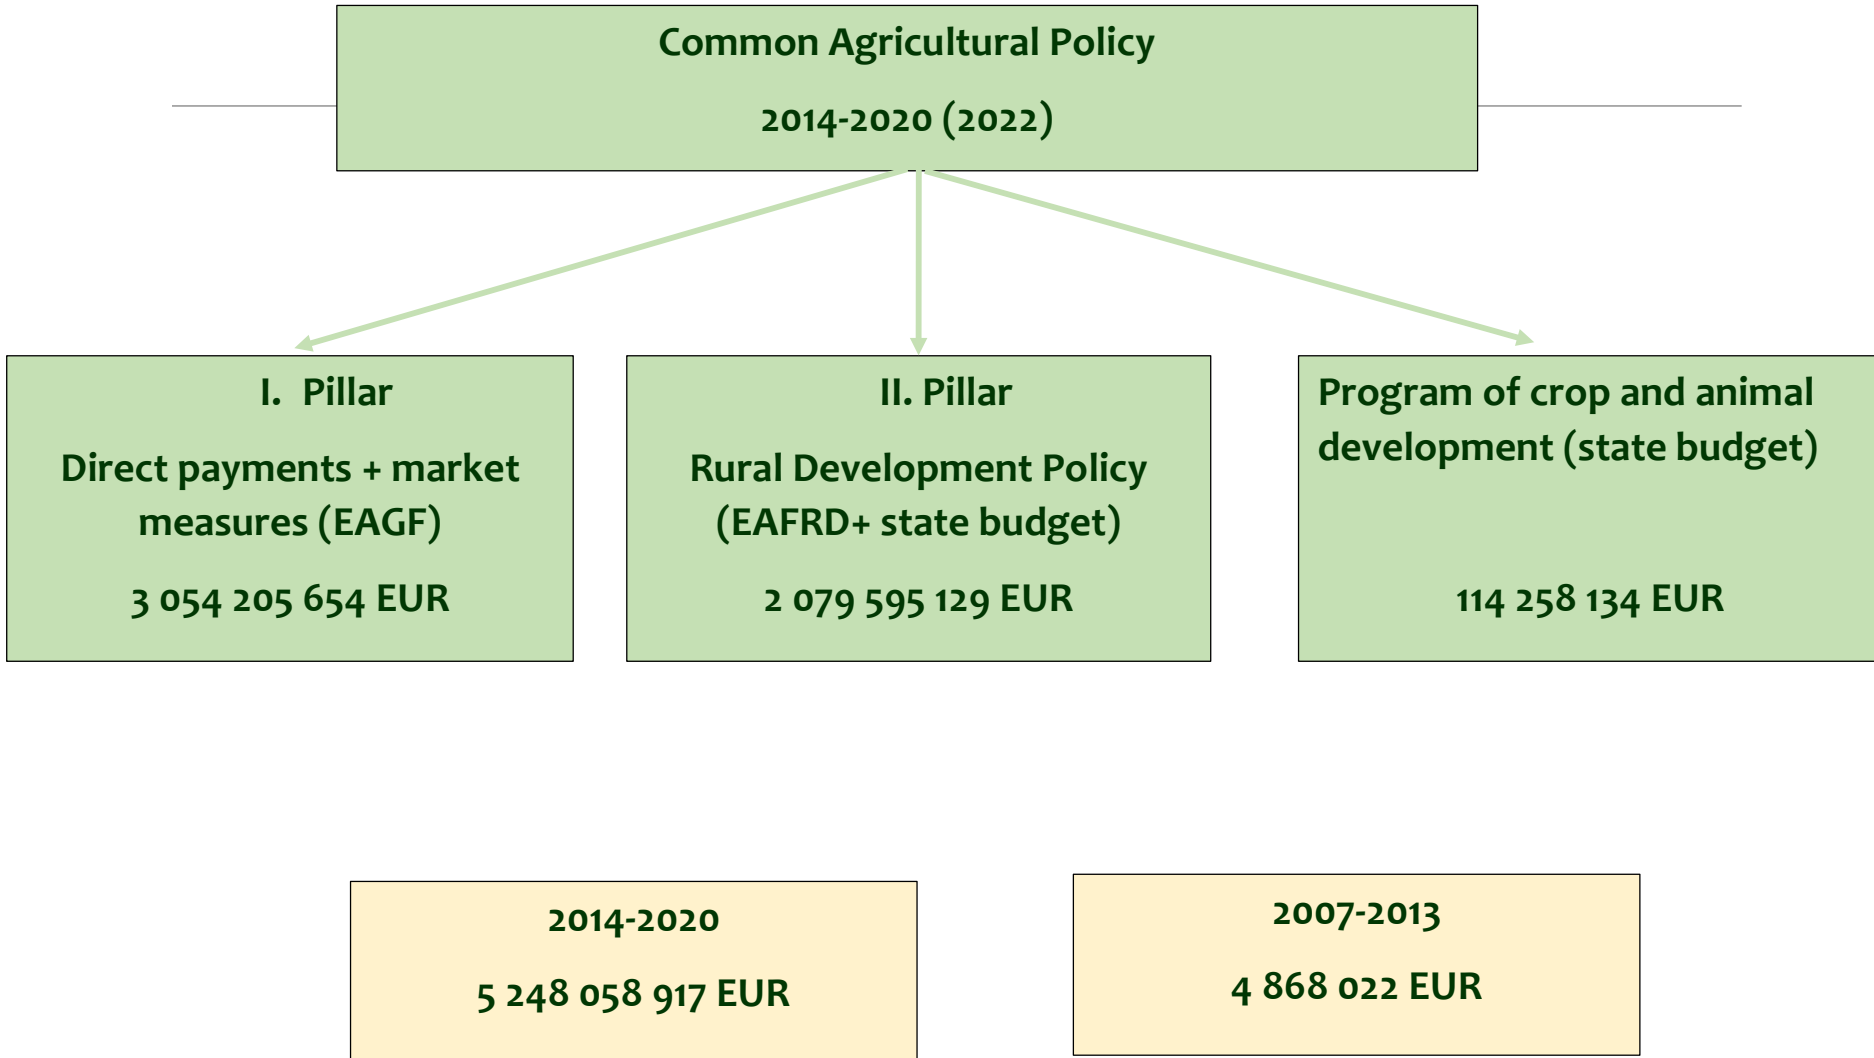 Common Agricultural Policy
2014-2020 (2022)
I. Pillar
Direct payments + market
measures (EAGF)
3 054 205 654 EUR
II. Pillar
Rural Development Policy
(EAFRD+ state budget)
2 079 595 129 EUR
Program of crop and animal
development (state budget)
114 258 134 EUR
2014-2020
5 248 058 917 EUR
2007-2013
4 868 022 EUR